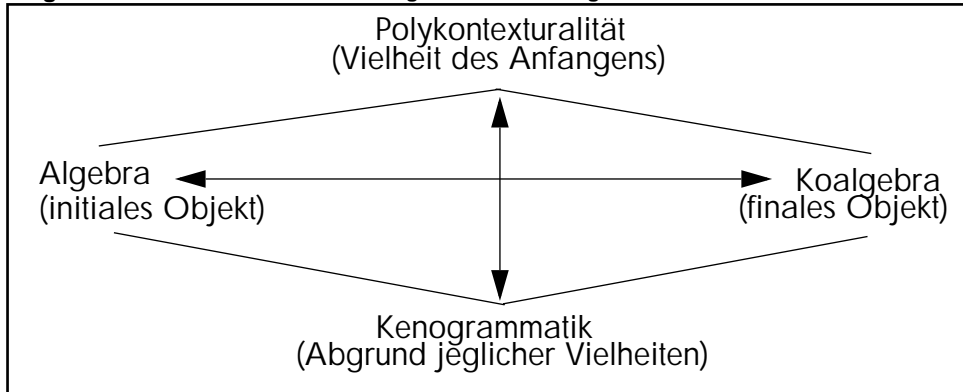 Polykontexturalität
(Vielheit des Anfangens)
Algebra
(initiales Objekt)
Koalgebra
(finales Objekt)
Kenogrammatik
(Abgrund jeglicher Vielheiten)